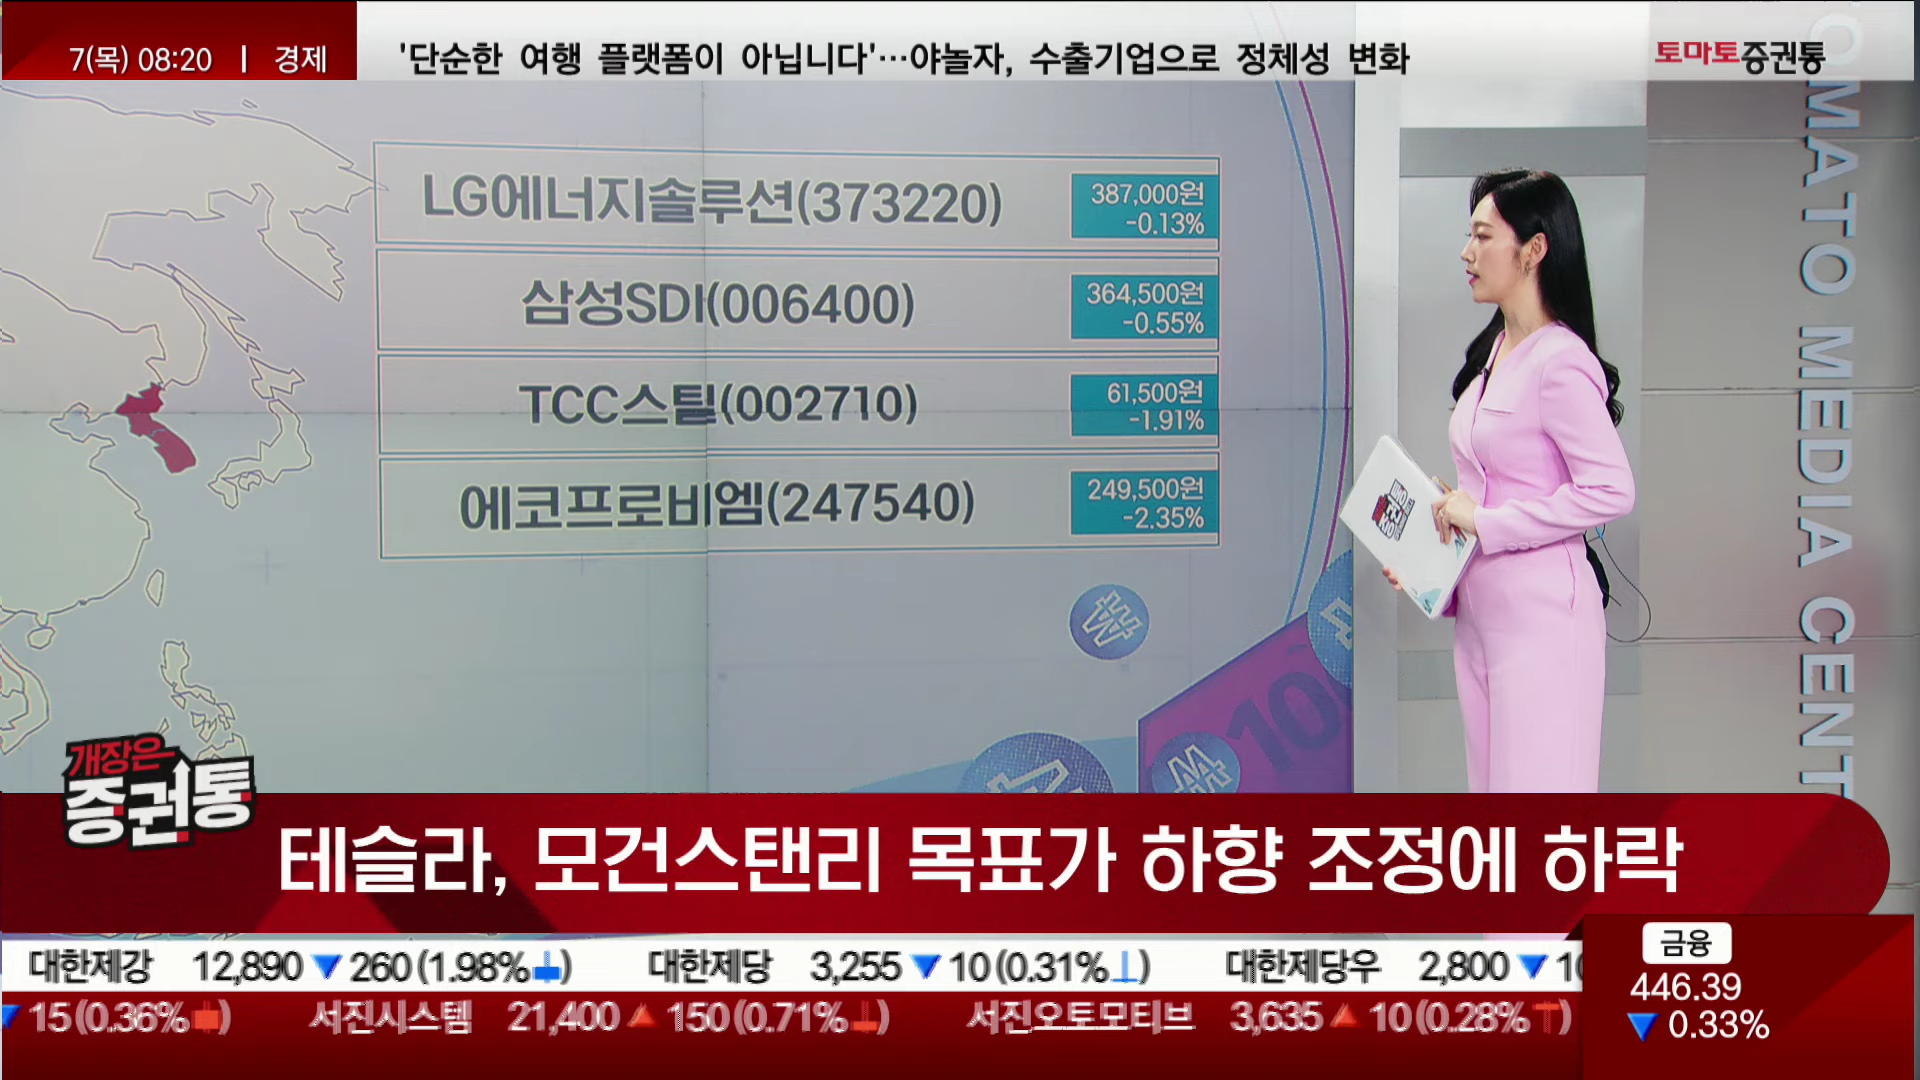 7(목) 08:20 | 경제
'단순한 여행 플랫폼이 아닙니다'…야놀자, 수출기업으로 정체성 변화
토마토증권통
LG에너지솔루션(373220)
387,000원
-0.13%
삼성SDI(006400)
364,500원
-0.55%
TCC스틸(002710)
61,500원
-1.91%
에코프로비엠(247540)
249,500원
-2.35%
100
OMATO MEDIA CENT
개장은
증권통
테슬라, 모건스탠리 목표가 하향 조정에 하락
대한제강 12,890 ▼ 260 (1.98%) 대한제당 3,255 ▼ 10 (0.31%) 대한제당우 2,800 ▼ 10
▼ 15 (0.36%) 서진시스템 21,400 ▲ 150 (0.71%) 서진오토모티브 3,635 ▲ 10 (0.28%)
금융
446.39
▼ 0.33%